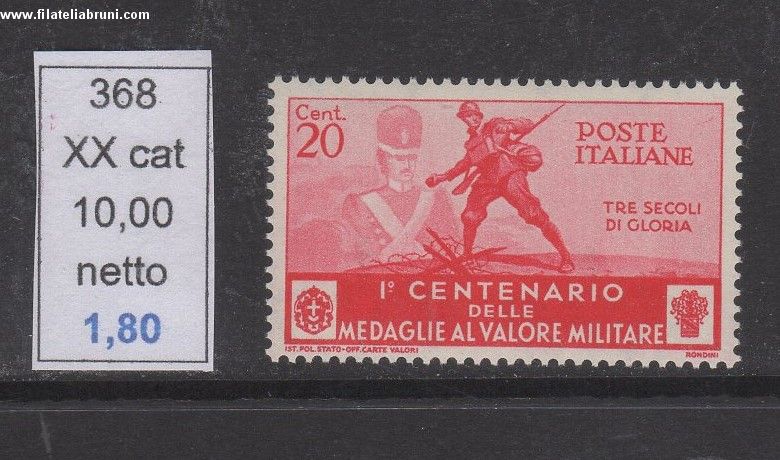 www.filateliabruni.com
368
XX cat
10,00
netto
1,80
Cent.
20
POSTE
ITALIANE
TRE SECOLI
DI GLORIA
I° CENTENARIO
DELLE
MEDAGLIE AL VALORE MILITARE
IST. POL. STATO-OFF. CARTE VALORI
RONDINI